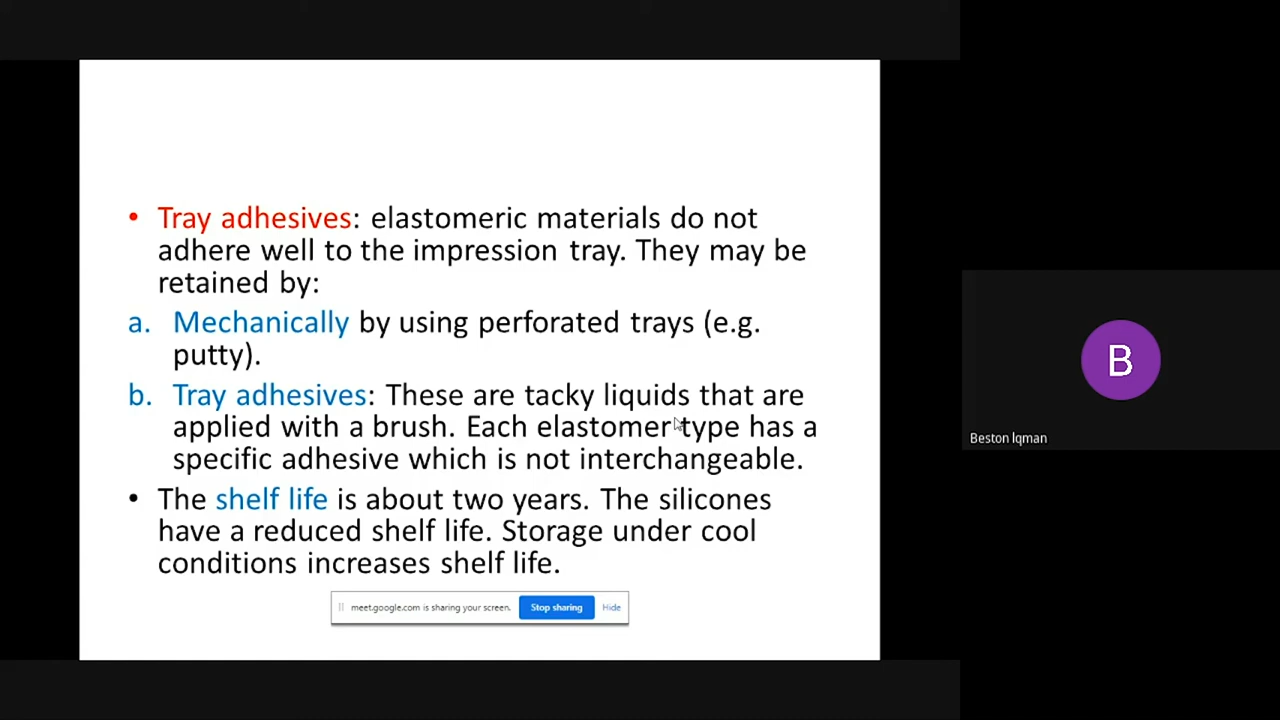 • Tray adhesives: elastomeric materials do not
adhere well to the impression tray. They may be
retained by:
a. Mechanically by using perforated trays (e.g.
putty).
b. Tray adhesives: These are tacky liquids that are
applied with a brush. Each elastomer type has a
specific adhesive which is not interchangeable.
• The shelf life is about two years. The silicones
have a reduced shelf life. Storage under cool
conditions increases shelf life.
meet.google.com is sharing your screen. Stop sharing Hide
B
Beston lqman